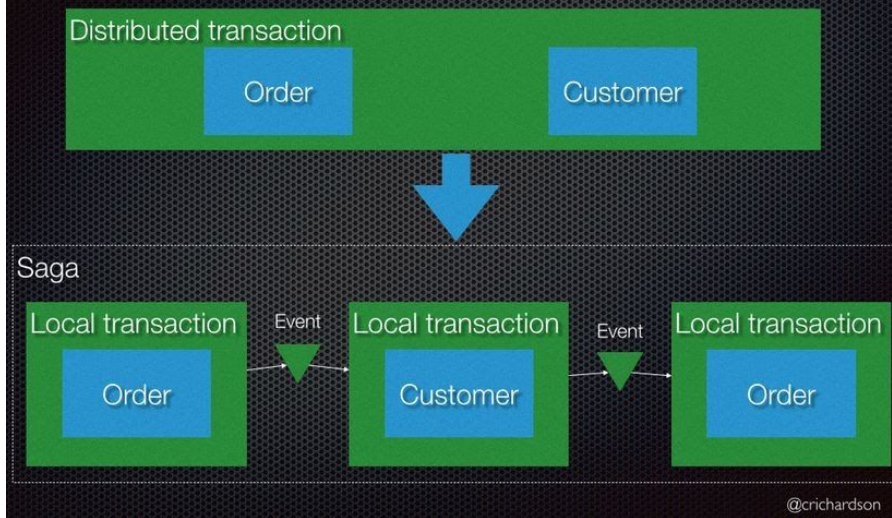 Distributed transaction
Order
Customer
Saga
Local transaction
Order
Event
Local transaction
Customer
Event
Local transaction
Order
@crichardson